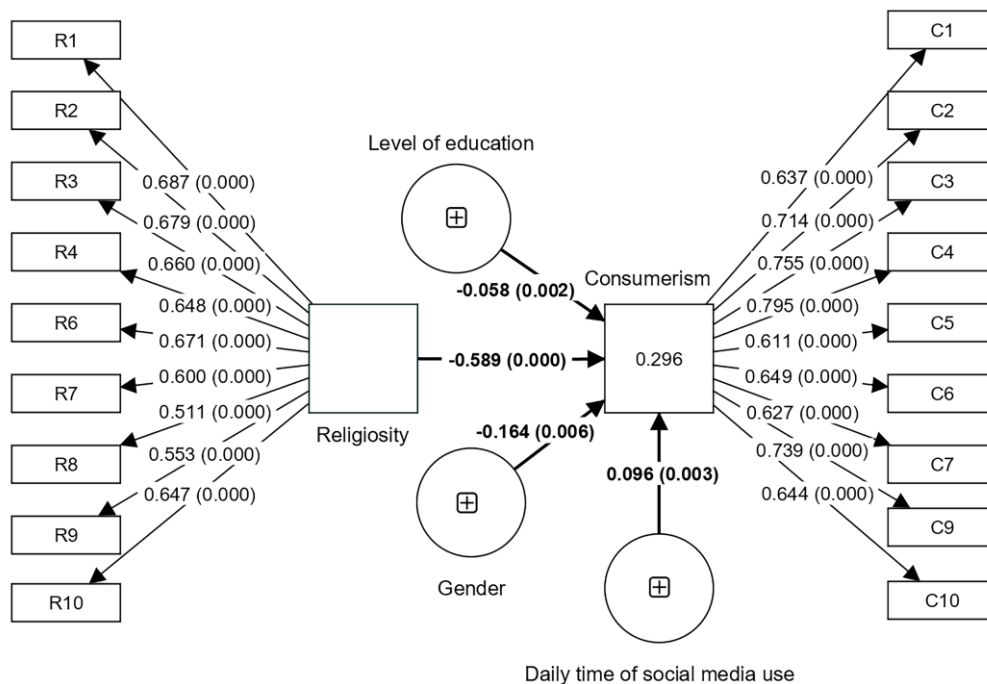 R1
R2
R3
R4
R6
R7
R8
R9
R10
0.687 (0.000)
0.679 (0.000)
0.660 (0.000)
0.648 (0.000)
0.671 (0.000)
0.600 (0.000)
0.511 (0.000)
0.553 (0.000)
0.647 (0.000)
Religiosity
Level of education
-0.058 (0.002)
-0.589 (0.000)
-0.164 (0.006)
Gender
Consumerism
0.296
0.096 (0.003)
Daily time of social media use
0.637 (0.000)
0.714 (0.000)
0.755 (0.000)
0.795 (0.000)
0.611 (0.000)
0.649 (0.000)
0.627 (0.000)
0.739 (0.000)
0.644 (0.000)
C1
C2
C3
C4
C5
C6
C7
C9
C10